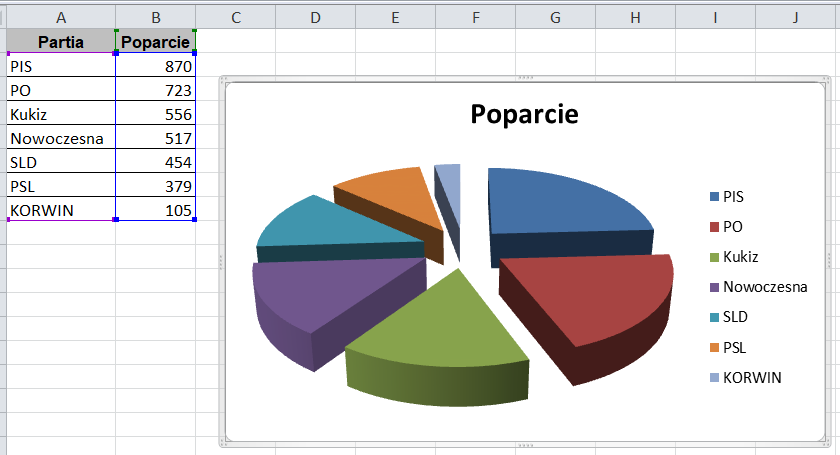 A B C D E F G H I J
Partia Poparcie
PIS 870
PO 723
Kukiz 556
Nowoczesna 517
SLD 454
PSL 379
KORWIN 105
Poparcie
PIS
PO
Kukiz
Nowoczesna
SLD
PSL
KORWIN